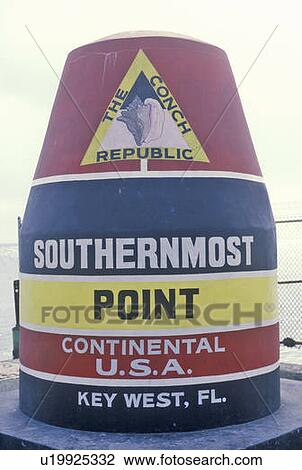 THE CONCH
REPUBLIC
SOUTHERNMOST
POINT
FOTOSEARCH
CONTINENTAL
U.S.A.
KEY WEST, FL.
u19925332 www.fotosearch.com